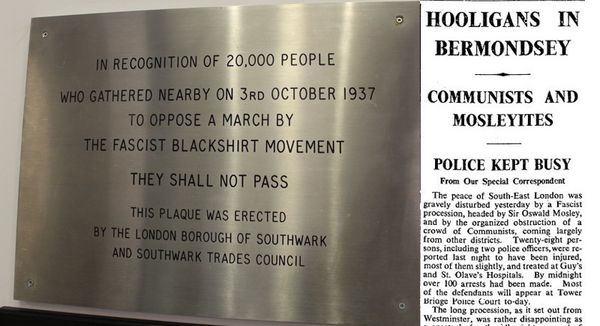 IN RECOGNITION OF 20,000 PEOPLE
WHO GATHERED NEARBY ON 3RD OCTOBER 1937
TO OPPOSE A MARCH BY
THE FASCIST BLACKSHIRT MOVEMENT
THEY SHALL NOT PASS
THIS PLAQUE WAS ERECTED
BY THE LONDON BOROUGH OF SOUTHWARK
AND SOUTHWARK TRADES COUNCIL
HOOLIGANS IN
BERMONDSEY
COMMUNISTS AND
MOSLEYITES
POLICE KEPT BUSY
From Our Special Correspondent
The peace of South-East London was
gravely disturbed yesterday by a Fascist
procession, headed by Sir Oswald Mosley,
and by the organized obstruction of a
crowd of Communists, coming largely
from other districts. Twenty-eight per-
sons, including two police officers, were re-
ported last night to have been injured,
most of them slightly, and treated at Guy's
and St. Olave's Hospitals. By midnight
over 100 arrests had been made. Most
of the defendants will appear at Tower
Bridge Police Court to-day.
The long procession, as it set out from
Westminster, was rather disappointing as